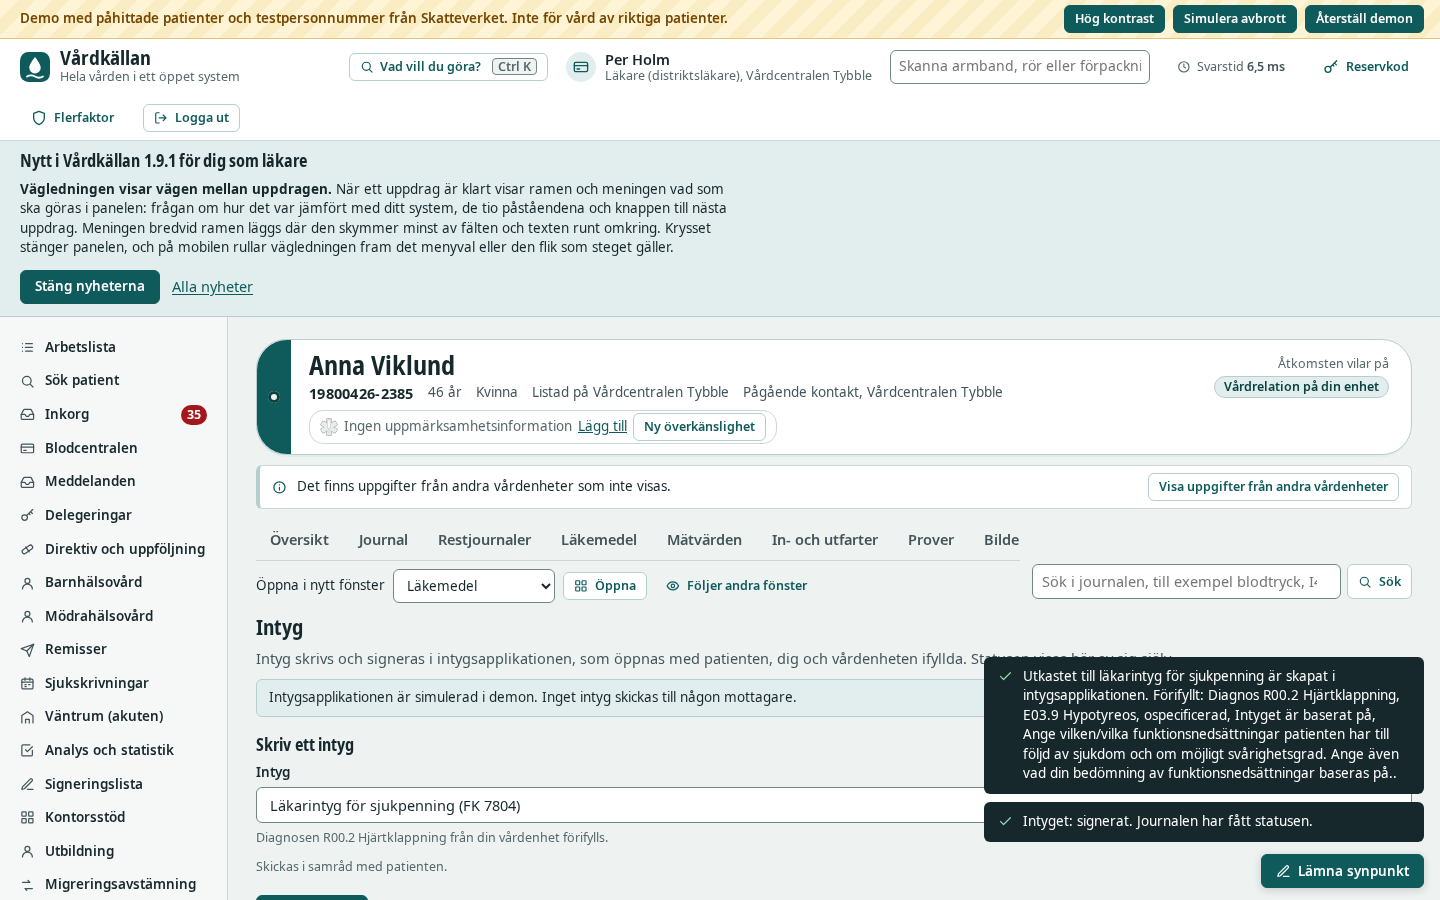 Demo med påhittade patienter och testpersonnummer från Skatteverket. Inte för vård av riktiga patienter.
Hög kontrast
Simulera avbrott
Återställ demon
Vårdkällan
Hela vården i ett öppet system
Vad vill du göra? Ctrl K
Per Holm
Läkare (distriktsläkare), Vårdcentralen Tybble
Skanna armband, rör eller förpackni
Svarstid 6,5 ms
Reservkod
Flerfaktor
Logga ut
Nytt i Vårdkällan 1.9.1 för dig som läkare
Vägledningen visar vägen mellan uppdragen. När ett uppdrag är klart visar ramen och meningen vad som
ska göras i panelen: frågan om hur det var jämfört med ditt system, de tio påståendena och knappen till nästa
uppdrag. Meningen bredvid ramen läggs där den skymmer minst av fälten och texten runt omkring. Krysset
stänger panelen, och på mobilen rullar vägledningen fram det menyval eller den flik som steget gäller.
Stäng nyheterna
Alla nyheter
Arbetslista
Sök patient
Inkorg 35
Blodcentralen
Meddelanden
Delegeringar
Direktiv och uppföljning
Barnhälsovård
Mödrahälsovård
Remisser
Sjukskrivningar
Väntrum (akuten)
Analys och statistik
Signeringslista
Kontorsstöd
Utbildning
Migreringsavstämning
Anna Viklund
19800426-2385 46 år Kvinna Listad på Vårdcentralen Tybble Pågående kontakt, Vårdcentralen Tybble
Ingen uppmärksamhetsinformation Lägg till Ny överkänslighet
Åtkomsten vilar på
Vårdrelation på din enhet
Det finns uppgifter från andra vårdenheter som inte visas.
Visa uppgifter från andra vårdenheter
Översikt Journal Restjournaler Läkemedel Mätvärden In- och utfarter Prover Bilde
Öppna i nytt fönster Läkemedel Öppna Följer andra fönster
Sök i journalen, till exempel blodtryck, I
Sök
Intyg
Intyg skrivs och signeras i intygsapplikationen, som öppnas med patienten, dig och vårdenheten ifyllda. Statusen visas här av sig själv.
Intygsapplikationen är simulerad i demon. Inget intyg skickas till någon mottagare.
Skriv ett intyg
Intyg
Läkarintyg för sjukpenning (FK 7804)
Diagnosen R00.2 Hjärtklappning från din vårdenhet förifylls.
Skickas i samråd med patienten.
Utkastet till läkarintyg för sjukpenning är skapat i
intygsapplikationen. Förifyllt: Diagnos R00.2 Hjärtklappning,
E03.9 Hypotyreos, ospecificerad, Intyget är baserat på,
Ange vilken/vilka funktionsnedsättningar patienten har till
följd av sjukdom och om möjligt svårighetsgrad. Ange även
vad din bedömning av funktionsnedsättningar baseras på..
Intyget: signerat. Journalen har fått statusen.
Lämna synpunkt